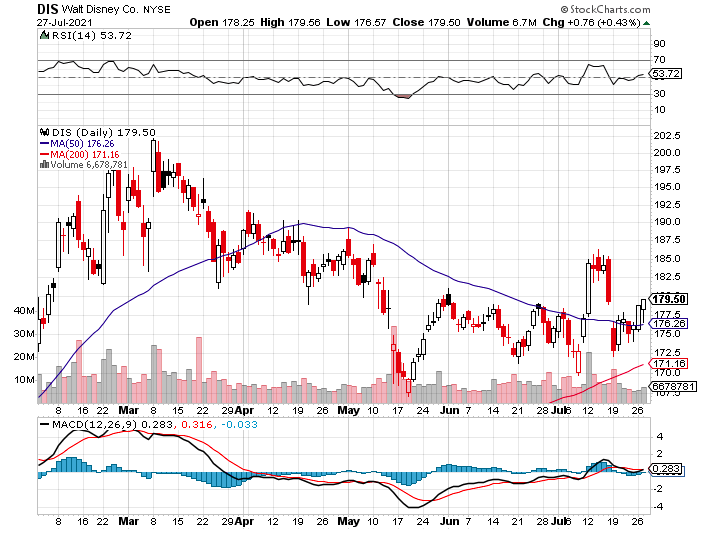 DIS Walt Disney Co. NYSE © StockCharts.com
27-Jul-2021 Open 178.25 High 179.56 Low 176.57 Close 179.50 Volume 6.7M Chg +0.76 (+0.43%)
RSI(14) 53.72
90
70
53.72
30
10
DIS (Daily) 179.50
MA(50) 176.26
MA(200) 171.16
Volume 6,678,781
202.5
200.0
197.5
195.0
192.5
190.0
187.5
185.0
182.5
179.50
177.5
176.26
175.0
172.5
171.16
170.0
6678781
167.5
40M
30M
20M
10M
8 16 22 Mar 8 15 22 Apr 12 19 26 May 10 17 24 Jun 7 14 21 28 Jul 6 12 19 26
MACD(12,26,9) 0.283, 0.316, -0.033
4
2
0.283
-2
-4
8 16 22 Mar 8 15 22 Apr 12 19 26 May 10 17 24 Jun 7 14 21 28 Jul 6 12 19 26